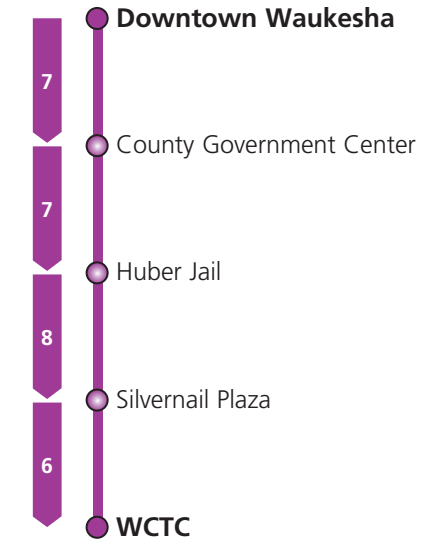 Downtown Waukesha
7
County Government Center
7
Huber Jail
8
Silvernail Plaza
6
WCTC